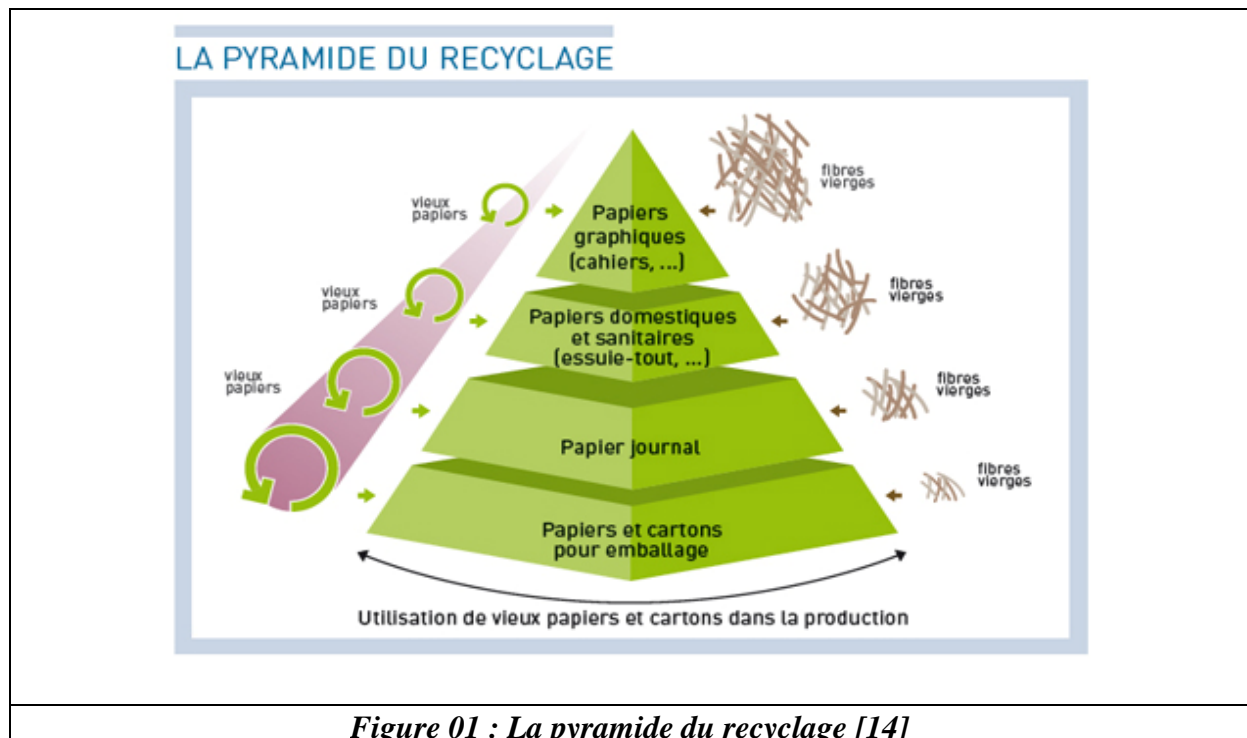 LA PYRAMIDE DU RECYCLAGE
vieux
papiers
Papiers
graphiques
(cahiers, ...)
fibres
vierges
vieux
papiers
Papiers domestiques
et sanitaires
(essuie-tout, ...)
fibres
vierges
vieux
papiers
Papier journal
fibres
vierges
Papiers et cartons
pour emballage
fibres
vierges
Utilisation de vieux papiers et cartons dans la production
Figure 01 : La pyramide du recyclage [14]